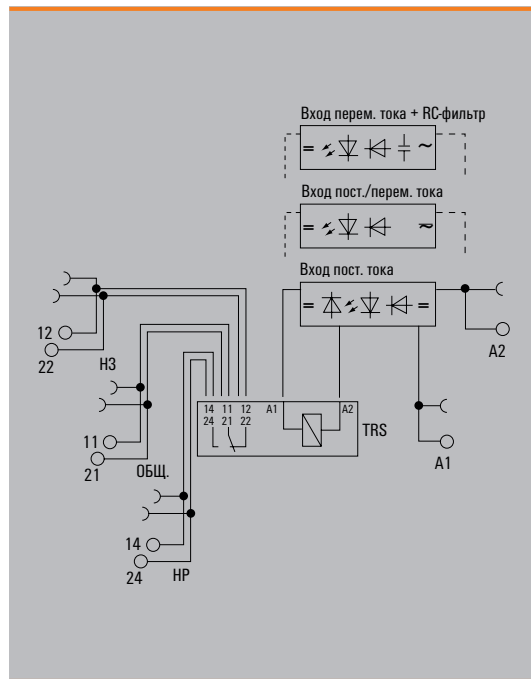 Вход перем. тока + RC-фильтр
Вход пост./перем. тока
Вход пост. тока
12
22
НЗ
A2
14 11 12 A1 A2
24 21 22
TRS
11
21
ОБЩ.
A1
14
24
НР